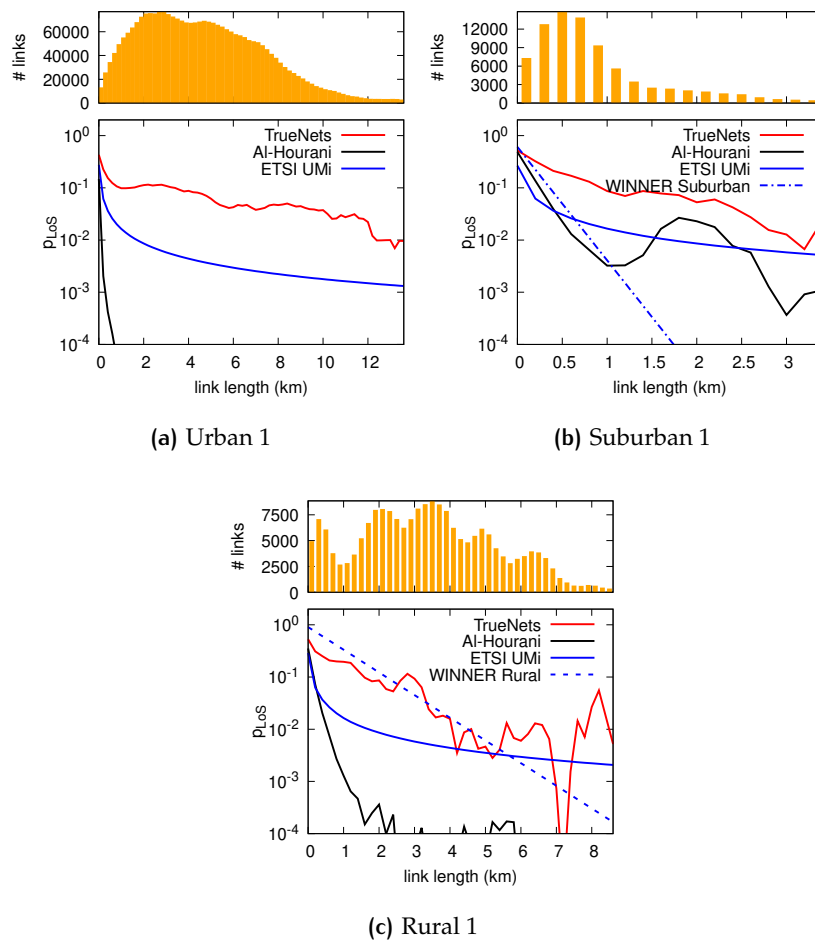 # links
60000
40000
20000
0
TrueNets
Al-Hourani
ETSI UMi
pLoS
10^0
10^-1
10^-2
10^-3
10^-4
0 2 4 6 8 10 12
link length (km)
(a) Urban 1
# links
12000
9000
6000
3000
0
TrueNets
Al-Hourani
ETSI UMi
WINNER Suburban
pLoS
10^0
10^-1
10^-2
10^-3
10^-4
0 0.5 1 1.5 2 2.5 3
link length (km)
(b) Suburban 1
# links
7500
5000
2500
0
TrueNets
Al-Hourani
ETSI UMi
WINNER Rural
pLoS
10^0
10^-1
10^-2
10^-3
10^-4
0 1 2 3 4 5 6 7 8
link length (km)
(c) Rural 1